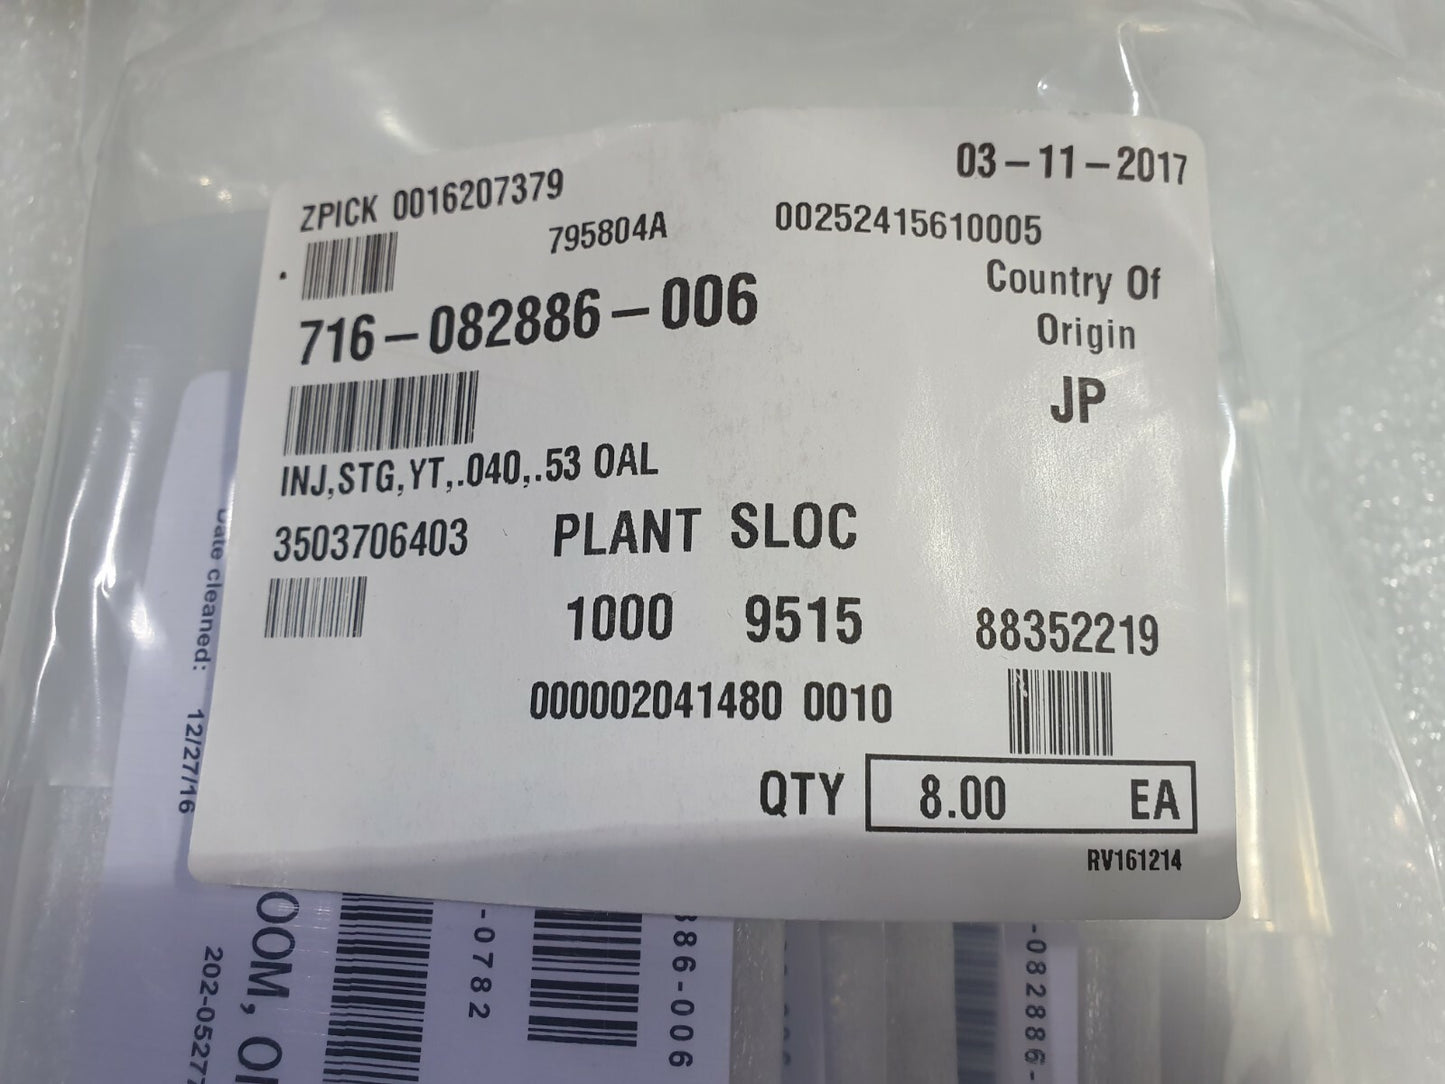 03-11-2017
ZPICK 0016207379
795804A
00252415610005
716-082886-006
Country Of
Origin
JP
INJ,STG,YT,.040,.53 OAL
3503706403
PLANT SLOC
1000 9515
88352219
000002041480 0010
QTY 8.00 EA
RV161214
Date cleaned: 12/27/16
-0782
86-006
-082886-